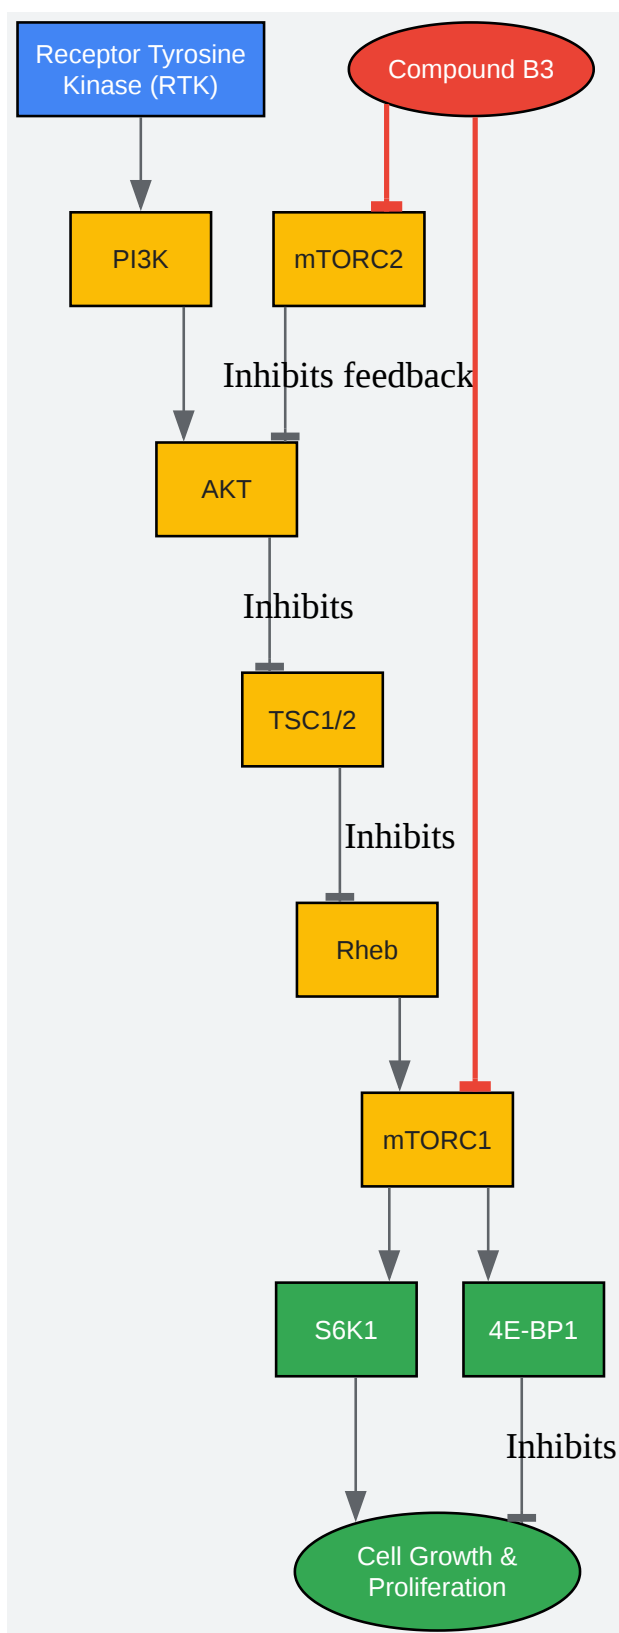 Receptor Tyrosine
Kinase (RTK)
Compound B3
PI3K
mTORC2
Inhibits feedback
AKT
Inhibits
TSC1/2
Inhibits
Rheb
mTORC1
S6K1
4E-BP1
Inhibits
Cell Growth &
Proliferation